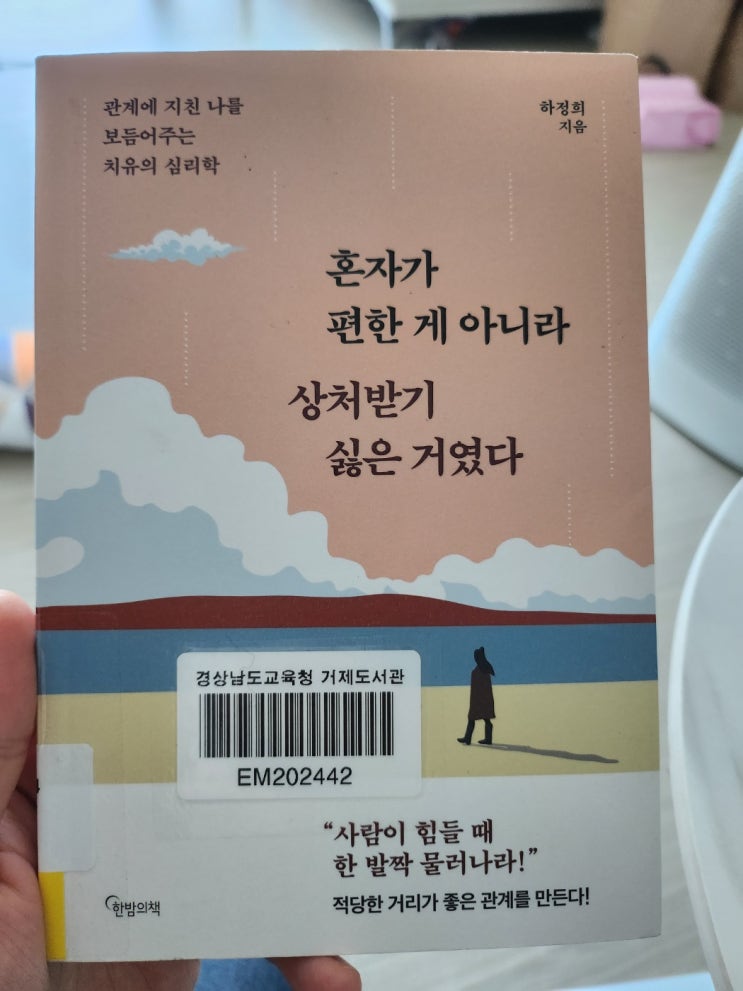 관계에 지친 나를
보듬어주는
치유의 심리학
하정희
지음
혼자가
편한 게 아니라
상처받기
싫은 거였다
경상남도교육청 거제도서관
EM202442
4
“사람이 힘들 때
한 발짝 물러나라!”
적당한 거리가 좋은 관계를 만든다!
한밤의책